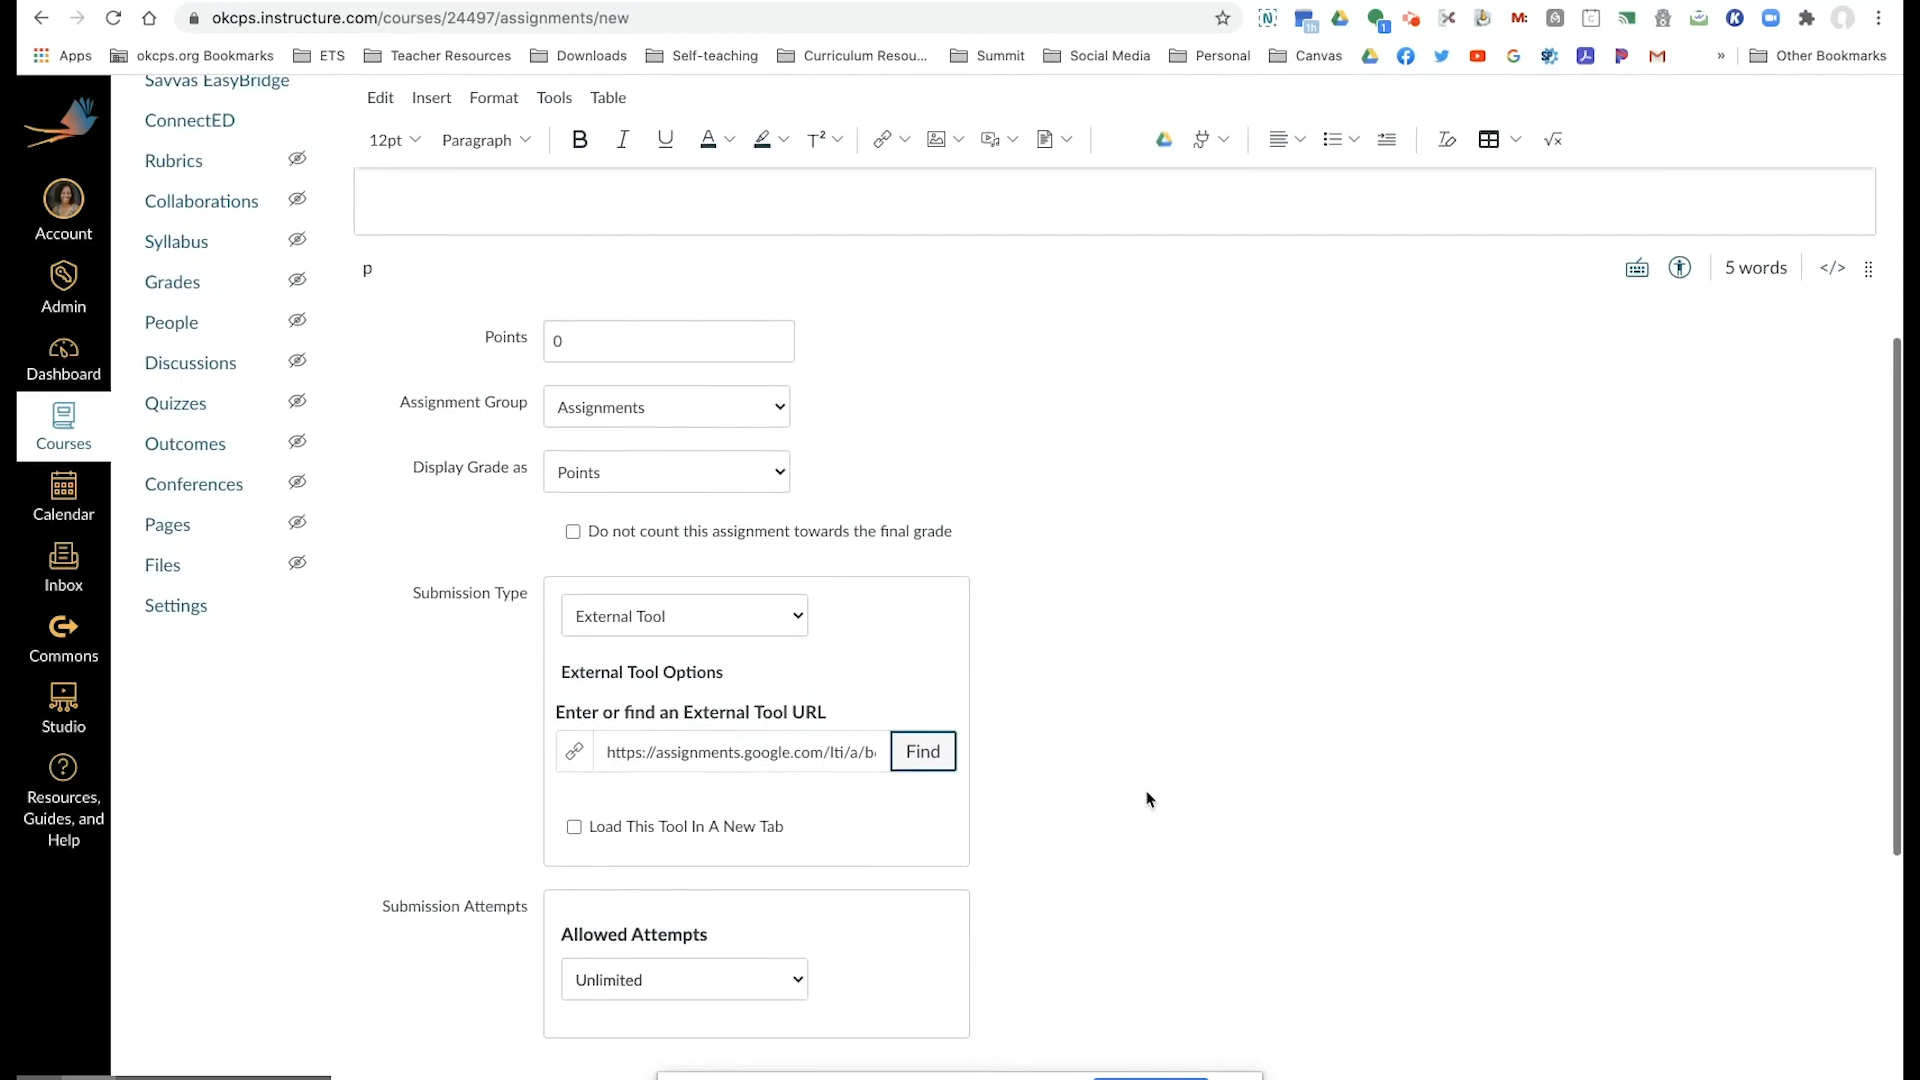 okcps.instructure.com/courses/24497/assignments/new
Apps okcps.org Bookmarks ETS Teacher Resources Downloads Self-teaching Curriculum Resou... Summit Social Media Personal Canvas » Other Bookmarks
Savvas EasyBridge
ConnectED
Rubrics
Collaborations
Syllabus
Grades
People
Discussions
Quizzes
Outcomes
Conferences
Pages
Files
Settings
Account
Admin
Dashboard
Courses
Calendar
Inbox
Commons
Studio
Resources,
Guides, and
Help
Edit Insert Format Tools Table
12pt Paragraph B I U A T²
p
5 words </>
Points 0
Assignment Group Assignments
Display Grade as Points
Do not count this assignment towards the final grade
Submission Type External Tool
External Tool Options
Enter or find an External Tool URL
https://assignments.google.com/lti/a/b Find
Load This Tool In A New Tab
Submission Attempts
Allowed Attempts
Unlimited